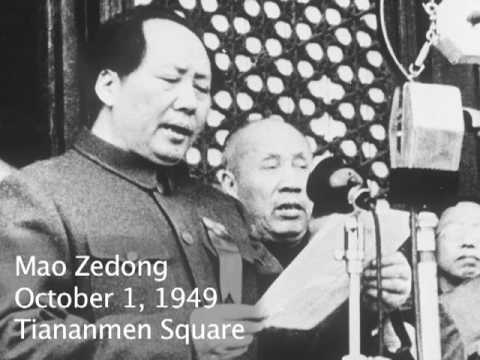 Mao Zedong
October 1, 1949
Tiananmen Square